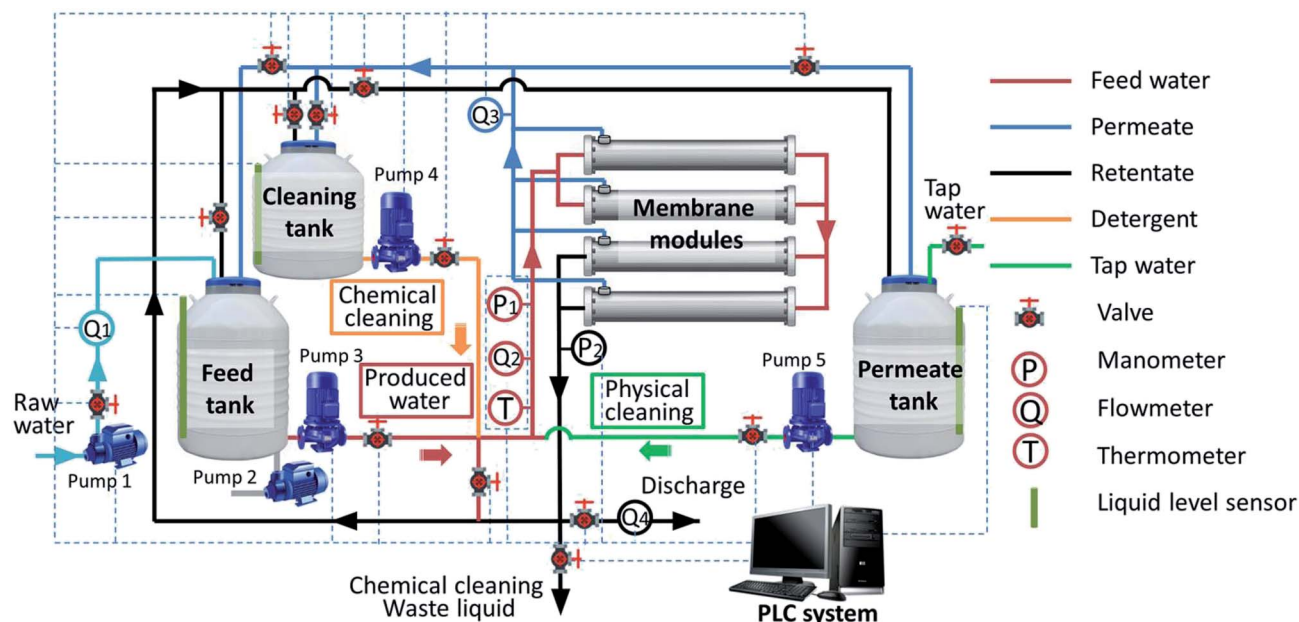 Cleaning
tank
Pump 4
Q3
Membrane
modules
Tap
water
Chemical
cleaning
Q1
Feed
tank
Pump 3
Produced
water
P1
Q2
T
P2
Physical
cleaning
Pump 5
Permeate
tank
Raw
water
Pump 1
Pump 2
Discharge
Q4
Chemical cleaning
Waste liquid
PLC system
Feed water
Permeate
Retentate
Detergent
Tap water
Valve
P
Manometer
Q
Flowmeter
T
Thermometer
Liquid level sensor